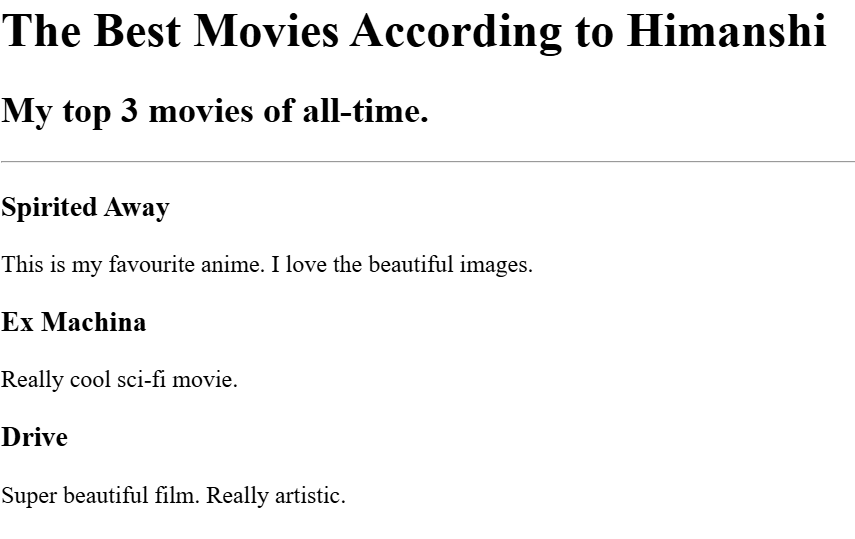 The Best Movies According to Himanshi
My top 3 movies of all-time.
Spirited Away
This is my favourite anime. I love the beautiful images.
Ex Machina
Really cool sci-fi movie.
Drive
Super beautiful film. Really artistic.